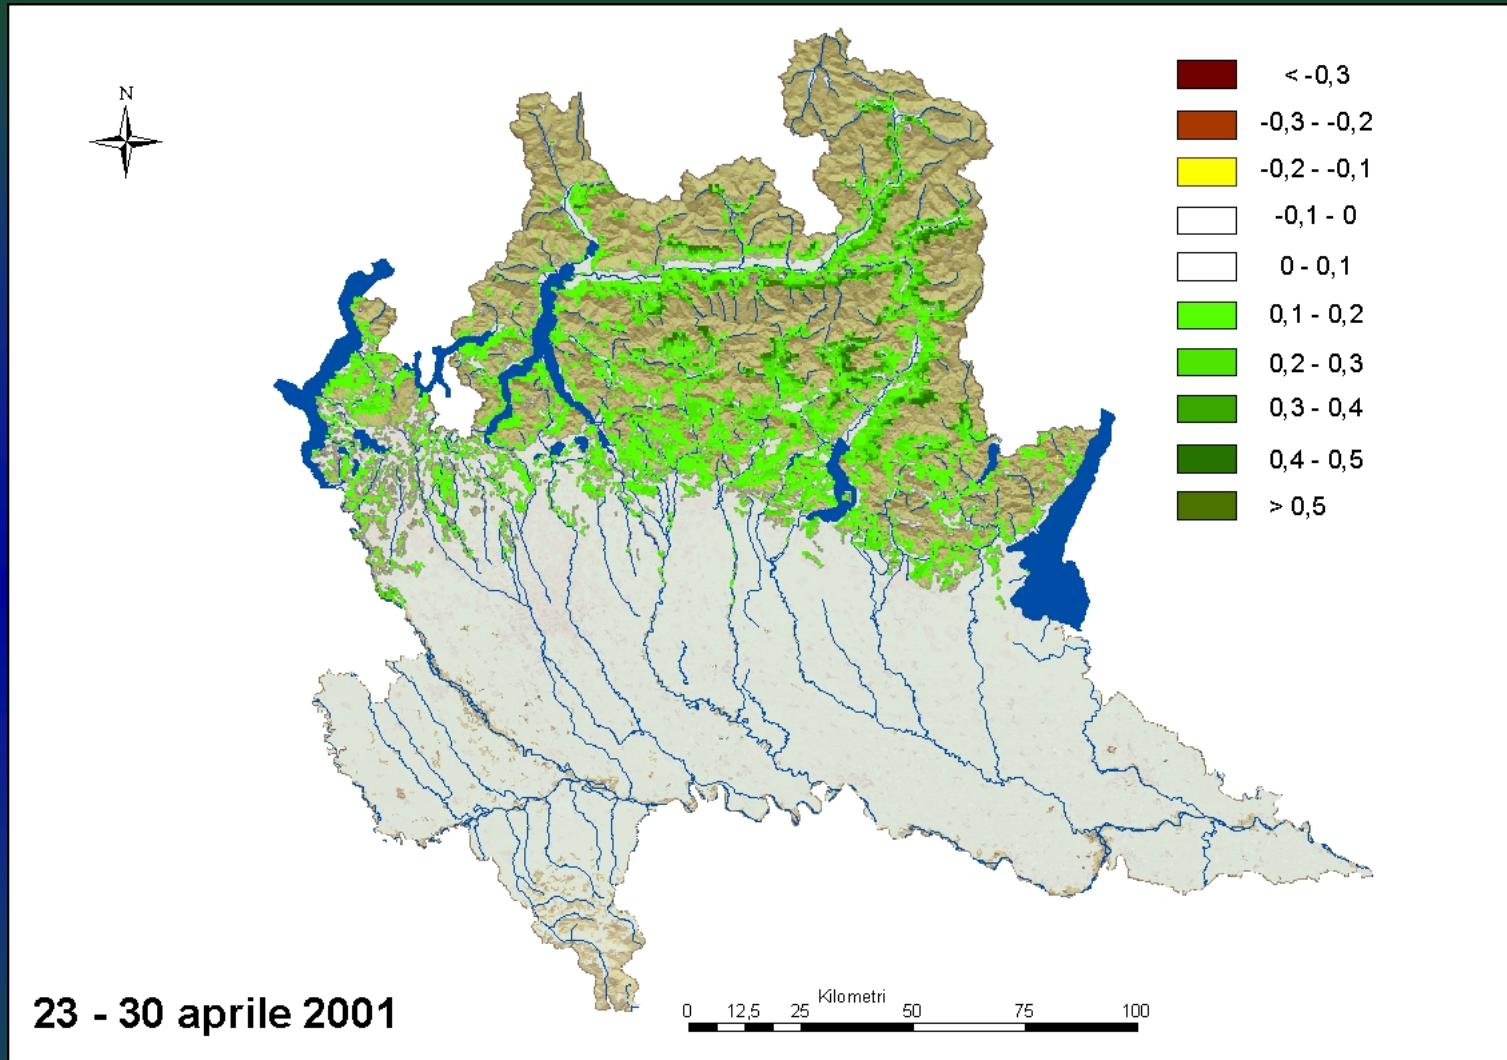 N
< -0,3
-0,3 - -0,2
-0,2 - -0,1
-0,1 - 0
0 - 0,1
0,1 - 0,2
0,2 - 0,3
0,3 - 0,4
0,4 - 0,5
> 0,5
23 - 30 aprile 2001
Kilometri
0 12,5 25 50 75 100